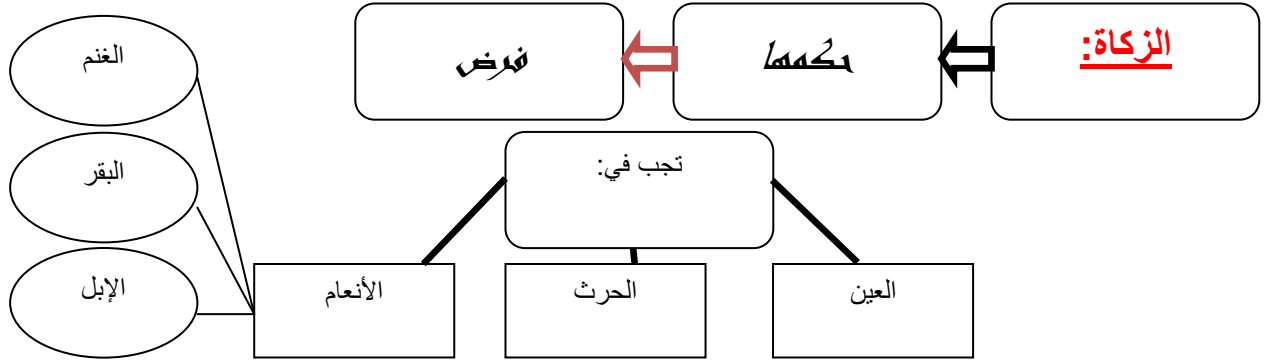 الزكاة:
حكمها
فرض
تجب في:
العين
الحرث
الأنعام
الغنم
البقر
الإبل